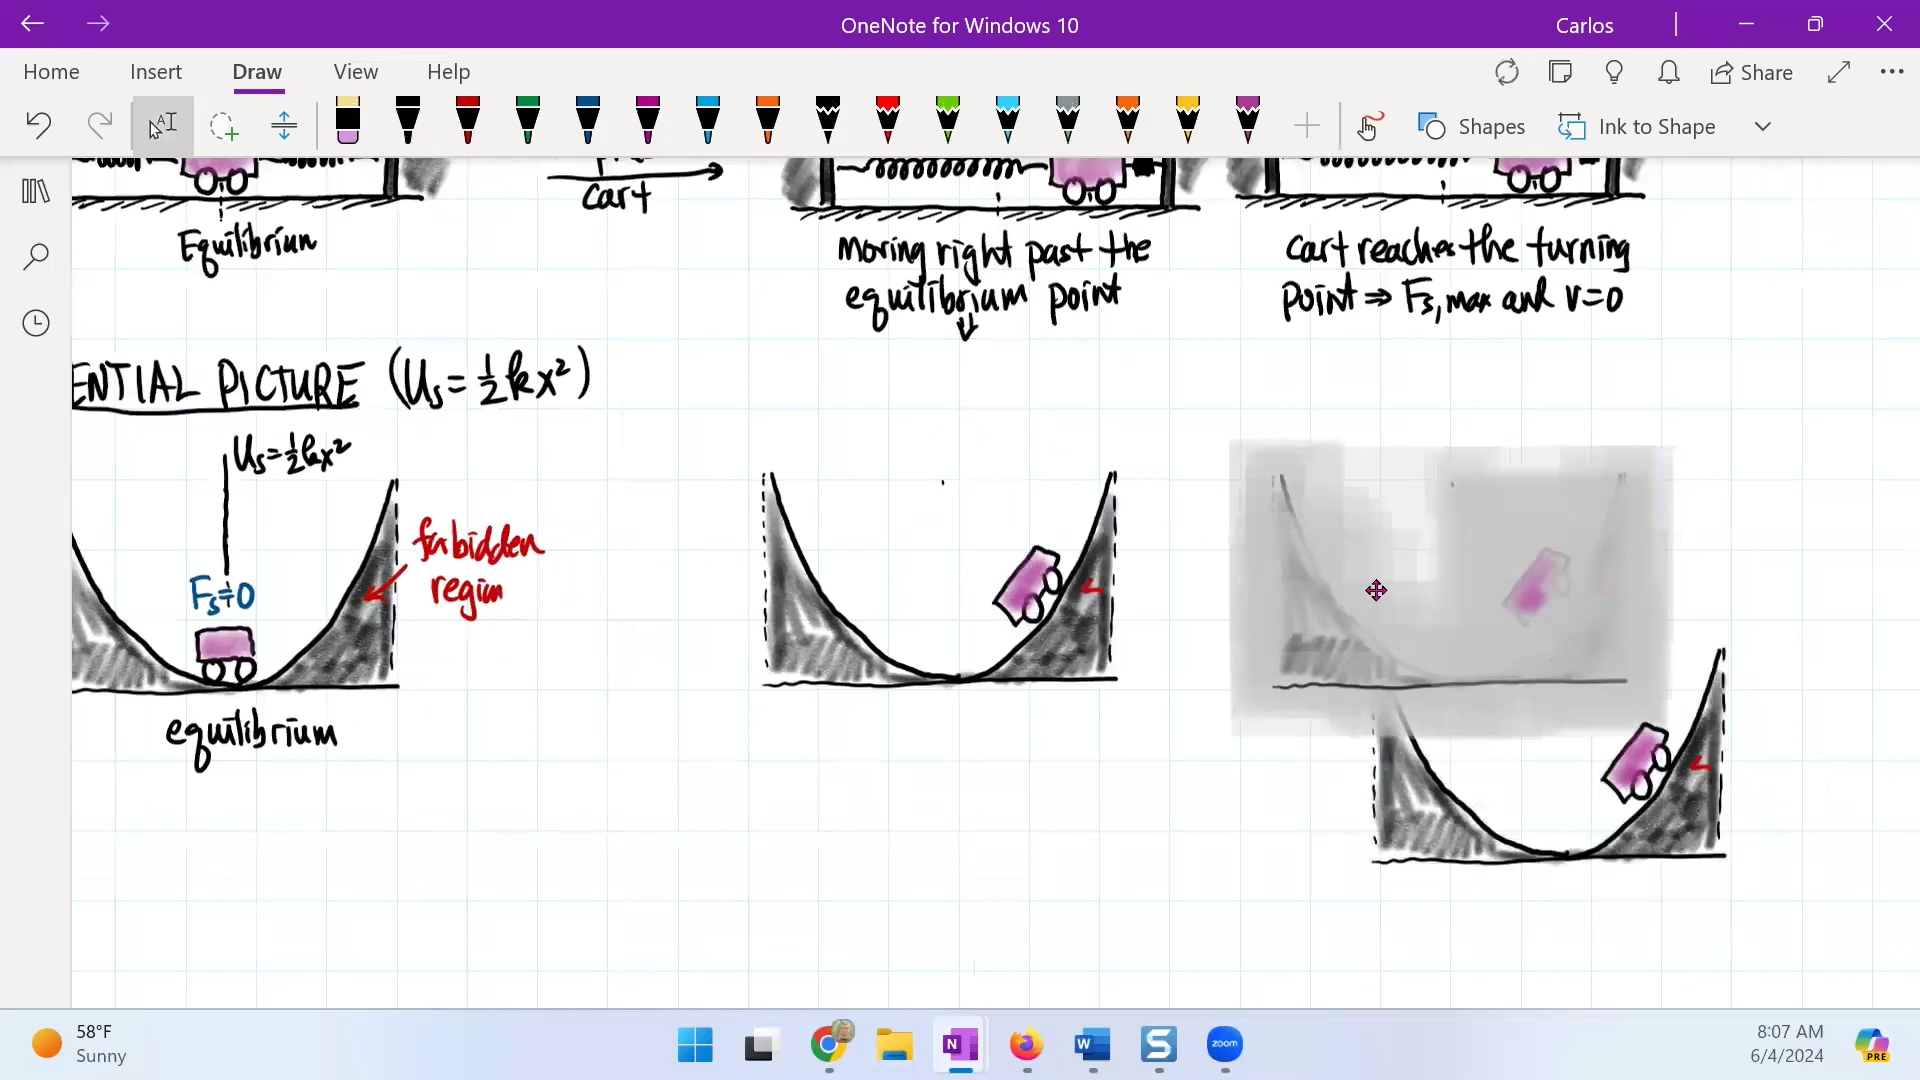 OneNote for Windows 10
Carlos
Home Insert Draw View Help
Share
Shapes
Ink to Shape
cart
Equilibrium
Moving right past the
equilibrium point
cart reaches the turning
point ⇒ Fs,max and v=0
ENTIAL PICTURE (Us = ½kx²)
Us=½kx²
Fs=0
forbidden
region
equilibrium
58°F
Sunny
W
S
zoom
8:07 AM
6/4/2024
PRE